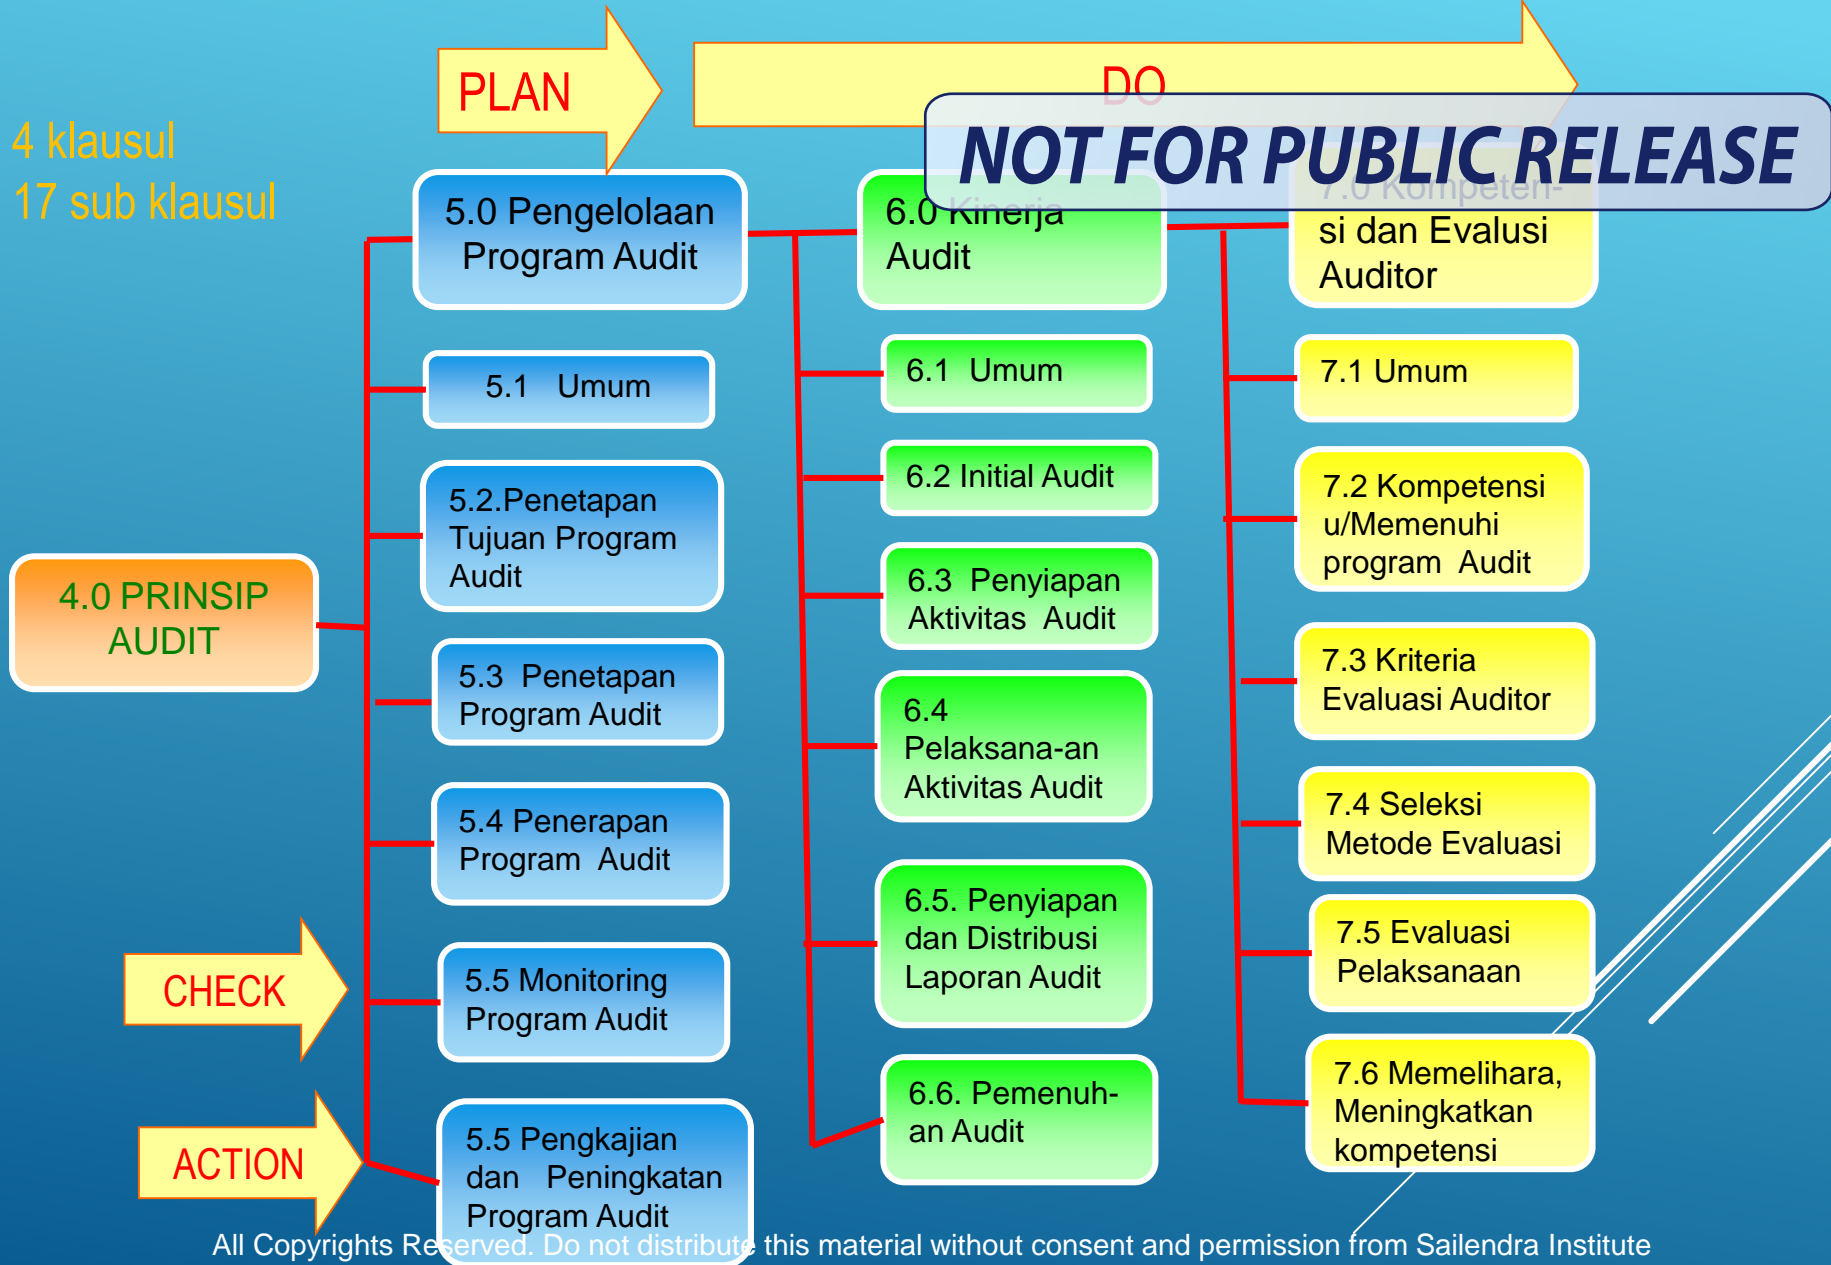 PLAN
DO
NOT FOR PUBLIC RELEASE
4 klausul
17 sub klausul
4.0 PRINSIP
AUDIT
5.0 Pengelolaan
Program Audit
5.1 Umum
5.2.Penetapan
Tujuan Program
Audit
5.3 Penetapan
Program Audit
5.4 Penerapan
Program Audit
CHECK
5.5 Monitoring
Program Audit
ACTION
5.5 Pengkajian
dan Peningkatan
Program Audit
6.0 Kinerja
Audit
6.1 Umum
6.2 Initial Audit
6.3 Penyiapan
Aktivitas Audit
6.4
Pelaksana-an
Aktivitas Audit
6.5. Penyiapan
dan Distribusi
Laporan Audit
6.6. Pemenuh-
an Audit
7.0 Kompeten-
si dan Evalusi
Auditor
7.1 Umum
7.2 Kompetensi
u/Memenuhi
program Audit
7.3 Kriteria
Evaluasi Auditor
7.4 Seleksi
Metode Evaluasi
7.5 Evaluasi
Pelaksanaan
7.6 Memelihara,
Meningkatkan
kompetensi
All Copyrights Reserved. Do not distribute this material without consent and permission from Sailendra Institute